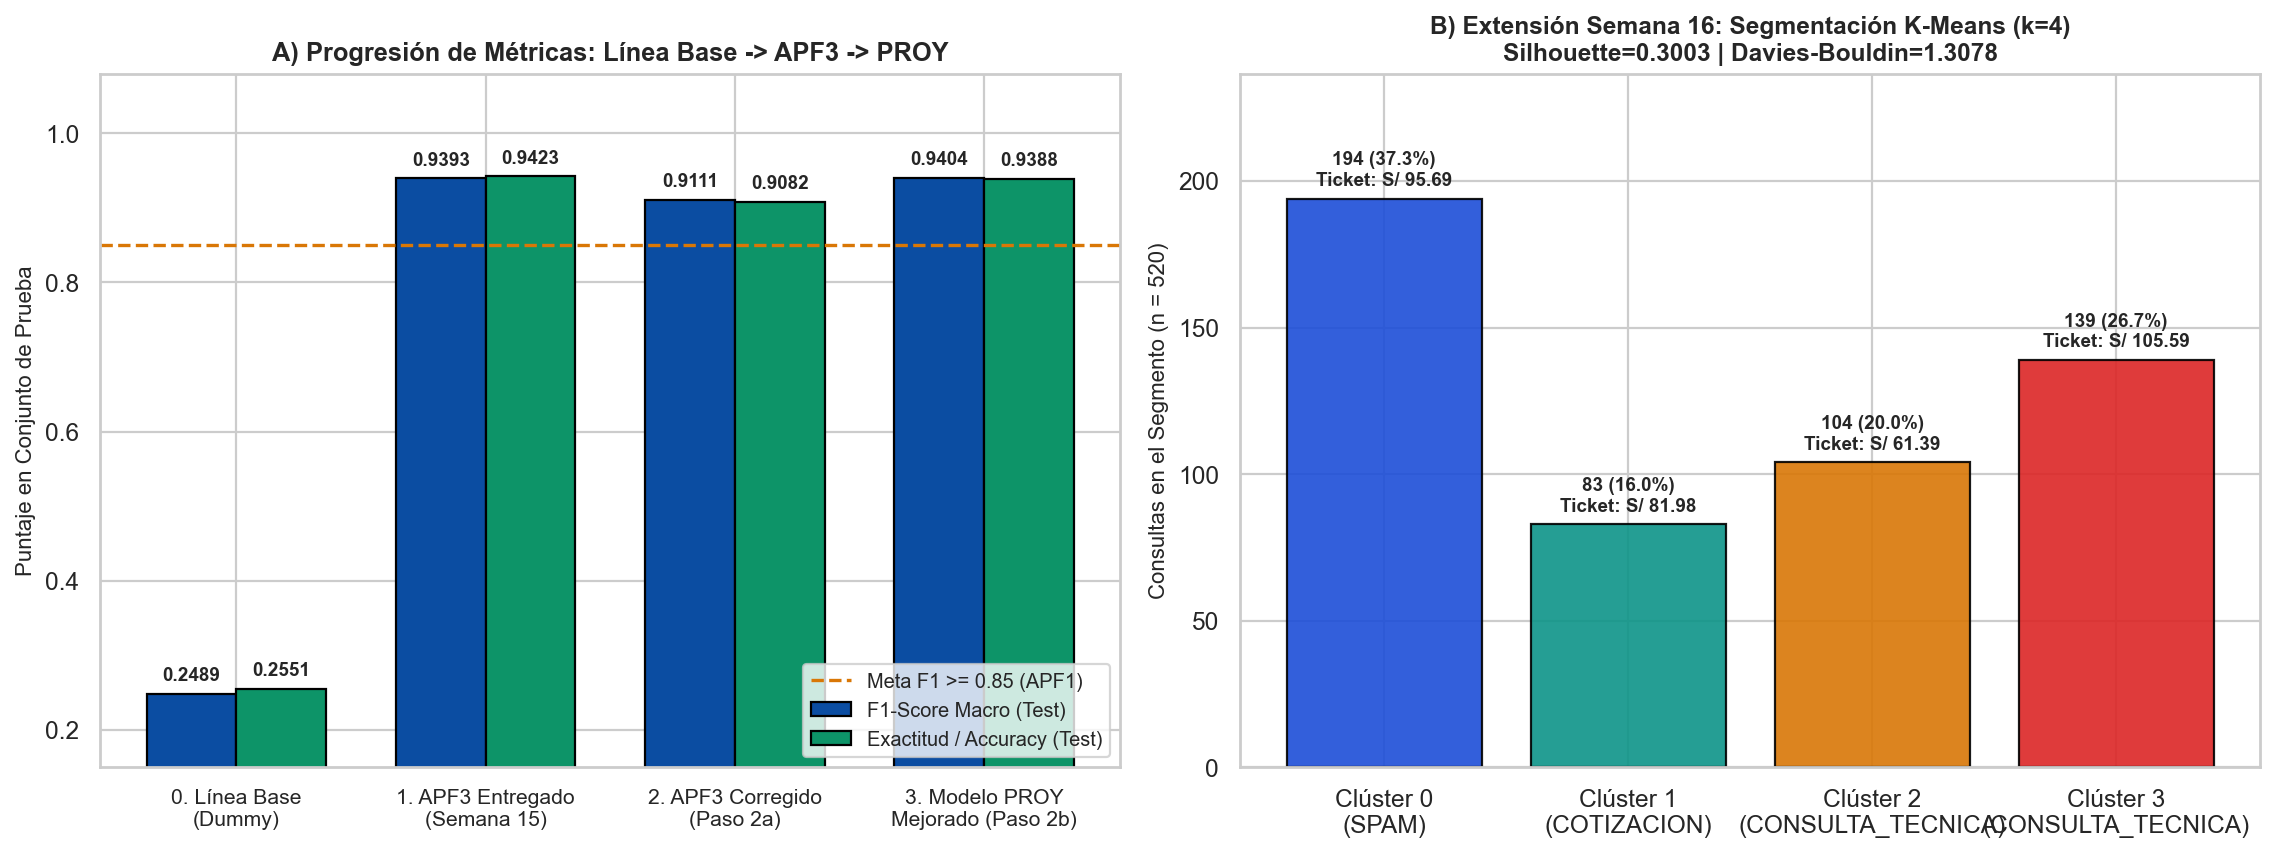 A) Progresión de Métricas: Línea Base -> APF3 -> PROY
Puntaje en Conjunto de Prueba
1.0
0.8
0.6
0.4
0.2
0.2489
0.2551
0.9393
0.9423
0.9111
0.9082
0.9404
0.9388
Meta F1 >= 0.85 (APF1)
F1-Score Macro (Test)
Exactitud / Accuracy (Test)
0. Línea Base
(Dummy)
1. APF3 Entregado
(Semana 15)
2. APF3 Corregido
(Paso 2a)
3. Modelo PROY
Mejorado (Paso 2b)
B) Extensión Semana 16: Segmentación K-Means (k=4)
Silhouette=0.3003 | Davies-Bouldin=1.3078
Consultas en el Segmento (n = 520)
200
150
100
50
0
194 (37.3%)
Ticket: S/ 95.69
83 (16.0%)
Ticket: S/ 81.98
104 (20.0%)
Ticket: S/ 61.39
139 (26.7%)
Ticket: S/ 105.59
Clúster 0
(SPAM)
Clúster 1
(COTIZACION)
Clúster 2
(CONSULTA_TECNICA)
Clúster 3
(CONSULTA_TECNICA)